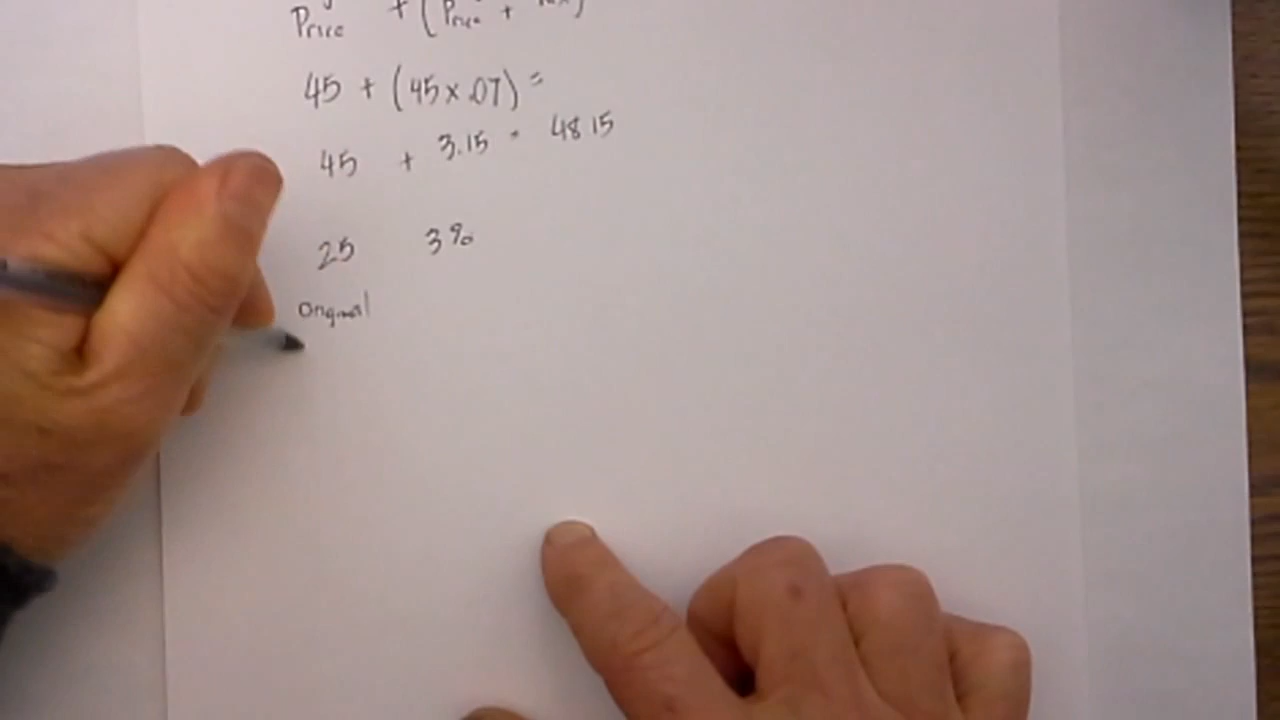 Price + (Price +
45 + (45 x .07) =
45 + 3.15 = 48 15
25 3%
Original